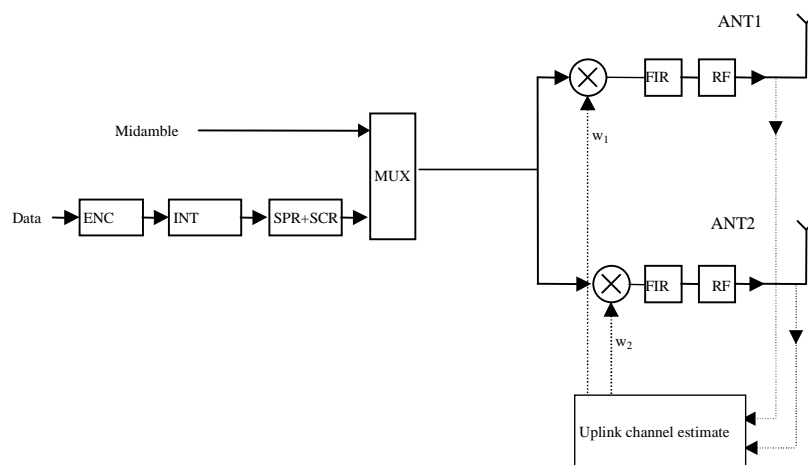 ANT1
FIR
RF
Midamble
w1
MUX
Data
ENC
INT
SPR+SCR
ANT2
FIR
RF
w2
Uplink channel estimate